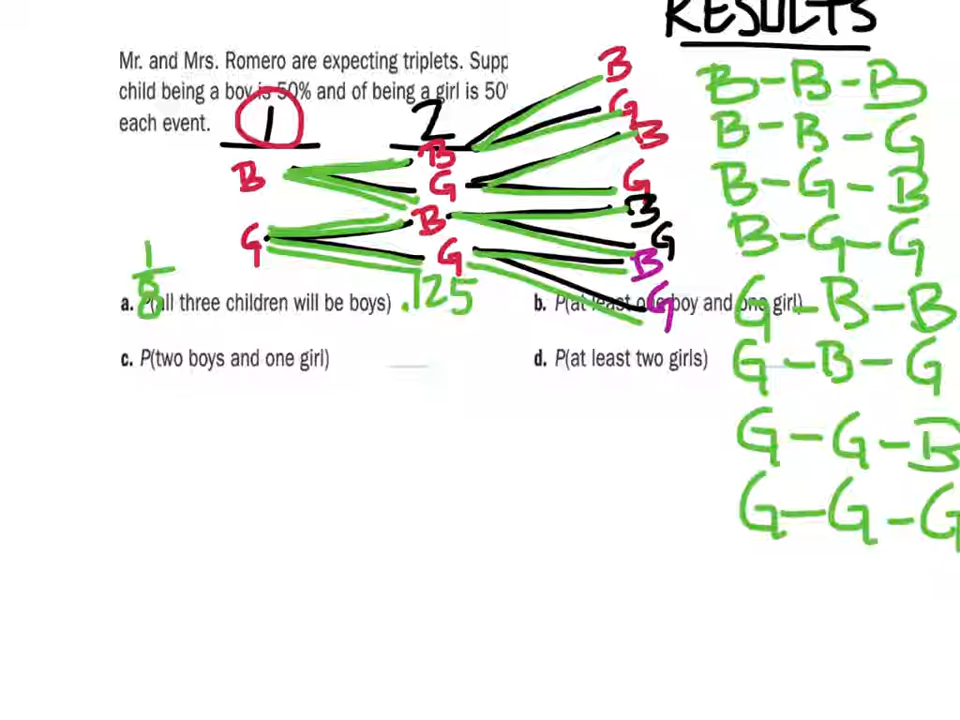 RESULTS
Mr. and Mrs. Romero are expecting triplets. Supp
child being a boy is 50% and of being a girl is 50
each event.
1
2
B
G
B
G
B
G
B
G
B
G
B
G
B
G
B-B-B
B-B-G
B-G-B
B-G-G
G-B-B
G-B-G
G-G-B
G-G-G
1/8
a. P(all three children will be boys) .125
b. P(at least one boy and one girl)
c. P(two boys and one girl)
d. P(at least two girls)